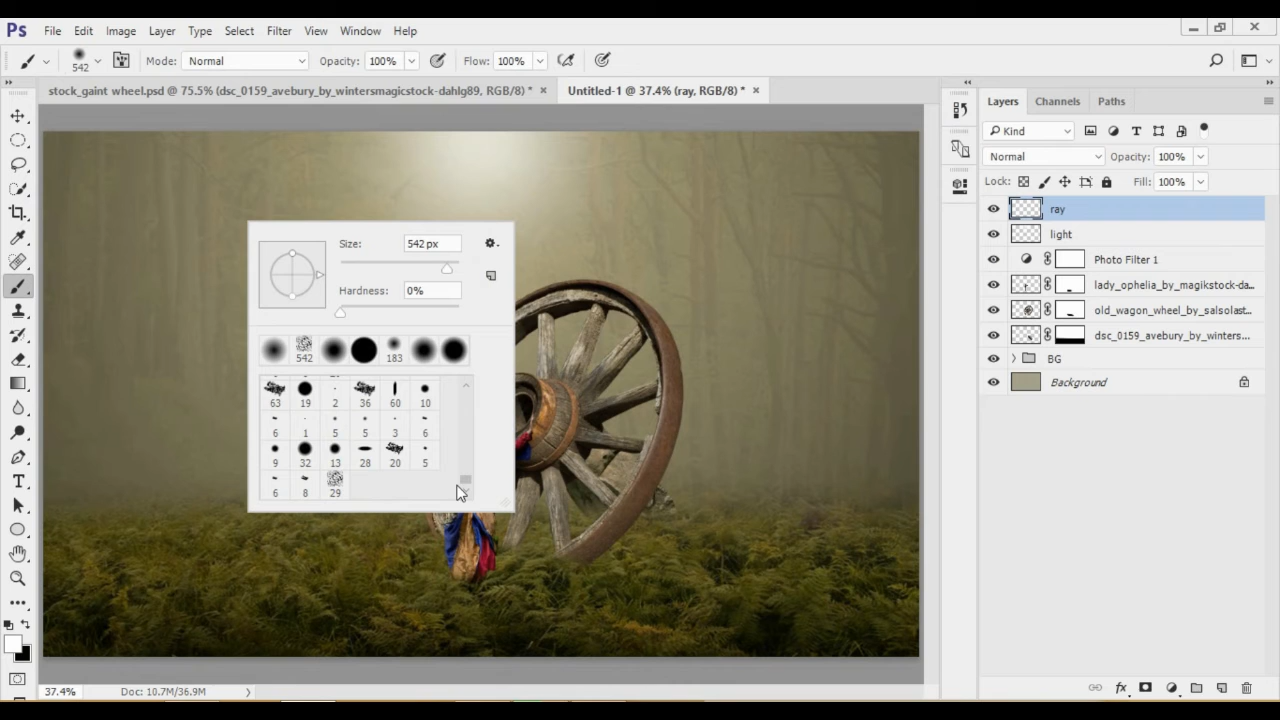 Ps File Edit Image Layer Type Select Filter View Window Help
542 Mode: Normal Opacity: 100% Flow: 100%
stock_gaint wheel.psd @ 75.5% (dsc_0159_avebury_by_wintersmagicstock-dahlg89, RGB/8) * × Untitled-1 @ 37.4% (ray, RGB/8) * ×
Layers Channels Paths
Kind
Normal Opacity: 100%
Lock: Fill: 100%
ray
light
Photo Filter 1
lady_ophelia_by_magikstock-da...
old_wagon_wheel_by_salsolast...
dsc_0159_avebury_by_winters...
BG
Background
Size: 542 px
Hardness: 0%
542 183
63 19 2 36 60 10
6 1 5 5 3 6
9 32 13 28 20 5
6 8 29
37.4% Doc: 10.7M/36.9M